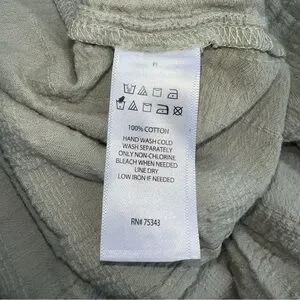 100% COTTON
HAND WASH COLD
WASH SEPARATELY
ONLY NON-CHLORINE
BLEACH WHEN NEEDED
LINE DRY
LOW IRON IF NEEDED
RN# 75343